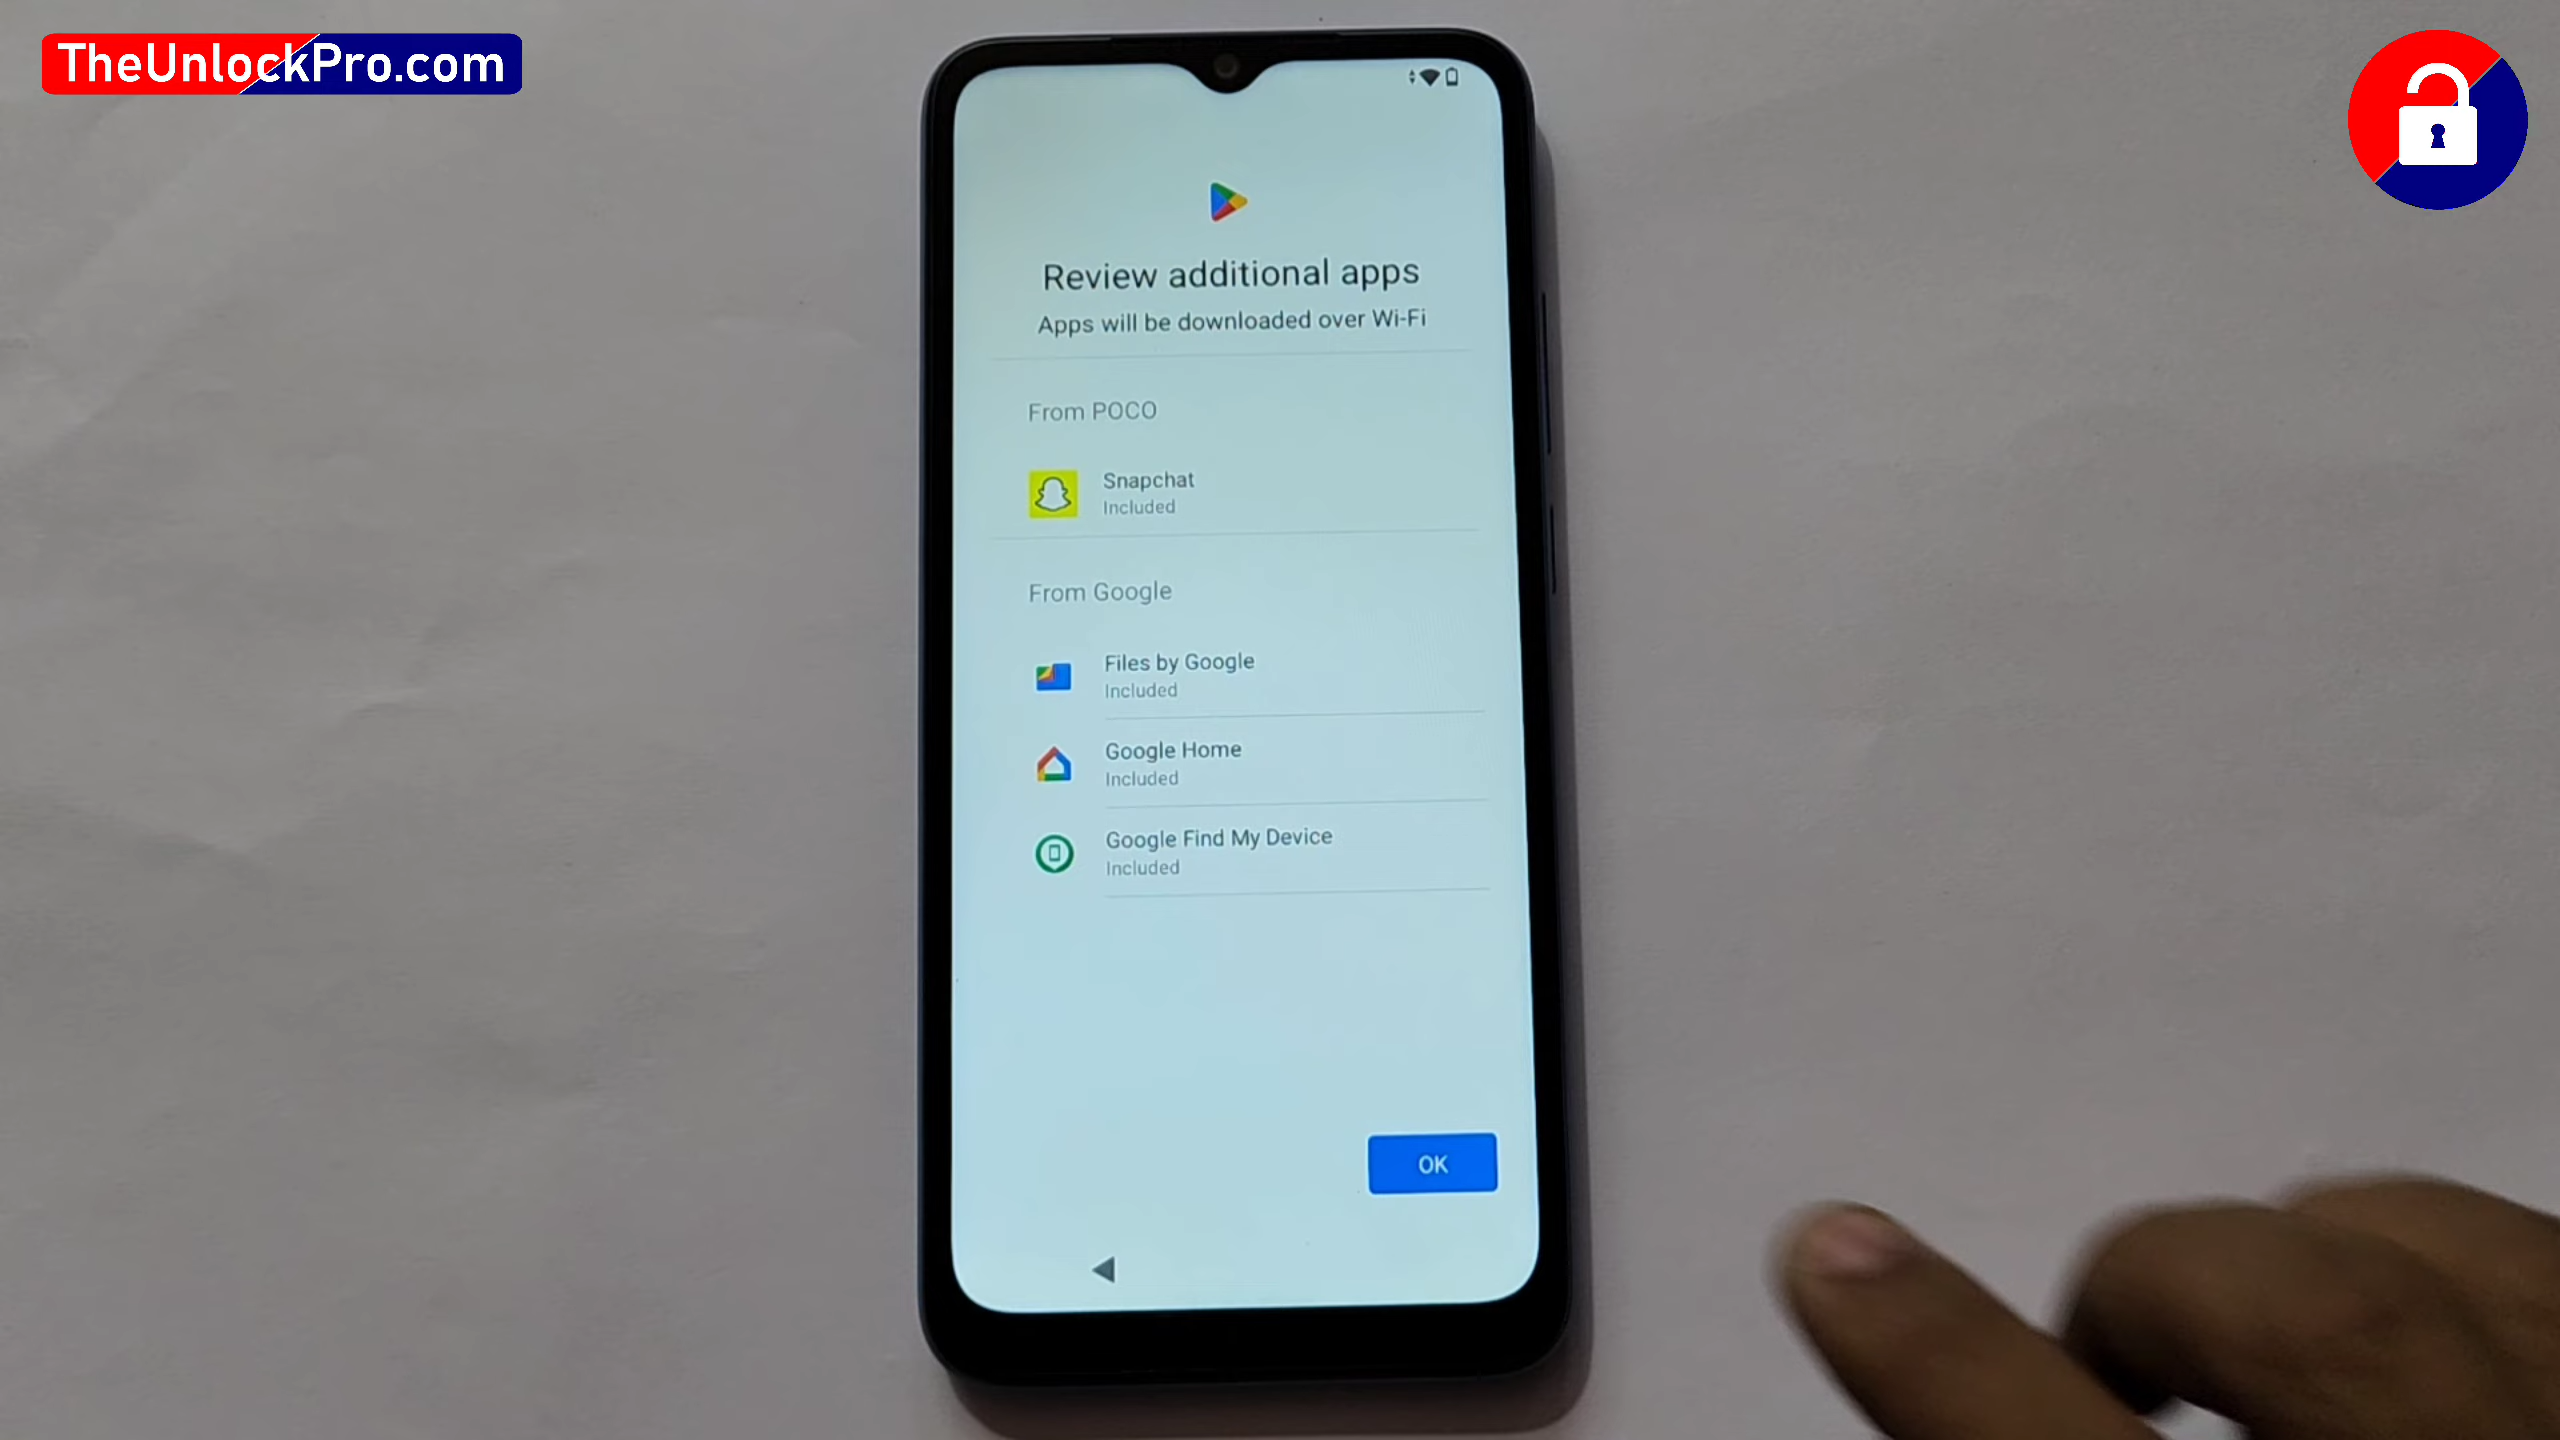 TheUnlockPro.com
Review additional apps
Apps will be downloaded over Wi-Fi
From POCO
Snapchat
Included
From Google
Files by Google
Included
Google Home
Included
Google Find My Device
Included
OK